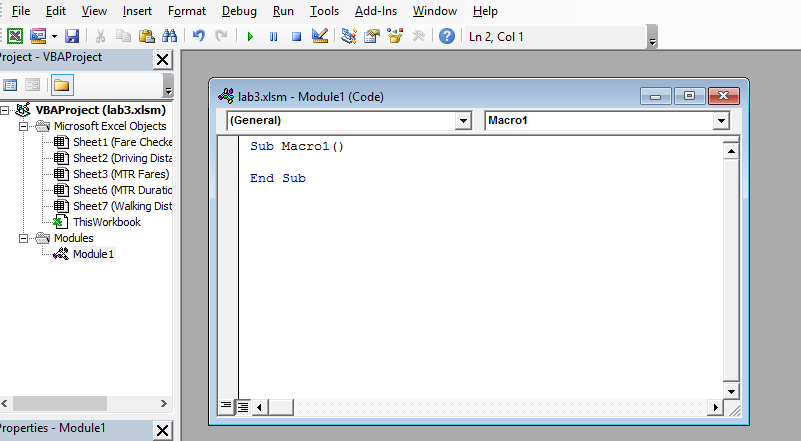 File Edit View Insert Format Debug Run Tools Add-Ins Window Help
Ln 2, Col 1
Project - VBAProject
VBAProject (lab3.xlsm)
Microsoft Excel Objects
Sheet1 (Fare Checke
Sheet2 (Driving Dista
Sheet3 (MTR Fares)
Sheet6 (MTR Duratio
Sheet7 (Walking Dist
ThisWorkbook
Modules
Module1
Properties - Module1
lab3.xlsm - Module1 (Code)
(General) Macro1
Sub Macro1()
End Sub